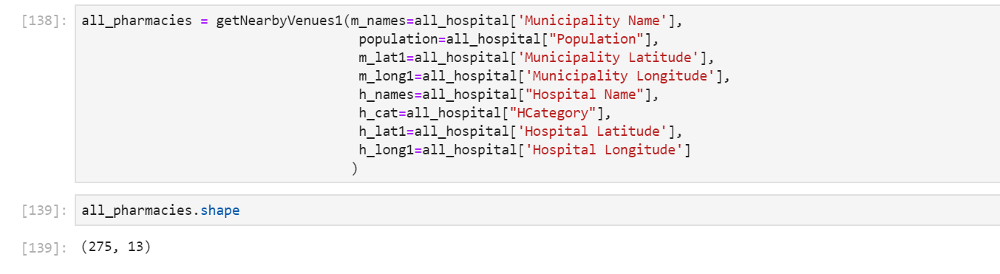 [138]: all_pharmacies = getNearbyVenues1(m_names=all_hospital['Municipality Name'],
population=all_hospital["Population"],
m_lat1=all_hospital['Municipality Latitude'],
m_long1=all_hospital['Municipality Longitude'],
h_names=all_hospital["Hospital Name"],
h_cat=all_hospital["HCategory"],
h_lat1=all_hospital['Hospital Latitude'],
h_long1=all_hospital['Hospital Longitude']
)
[139]: all_pharmacies.shape
[139]: (275, 13)